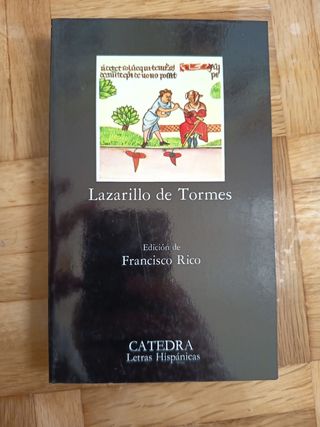 Lazarillo de Tormes
Edición de
Francisco Rico
CATEDRA
Letras Hispánicas